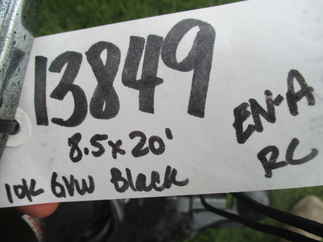 13849
8.5x20'
10k GVW Black
EN-A
RC